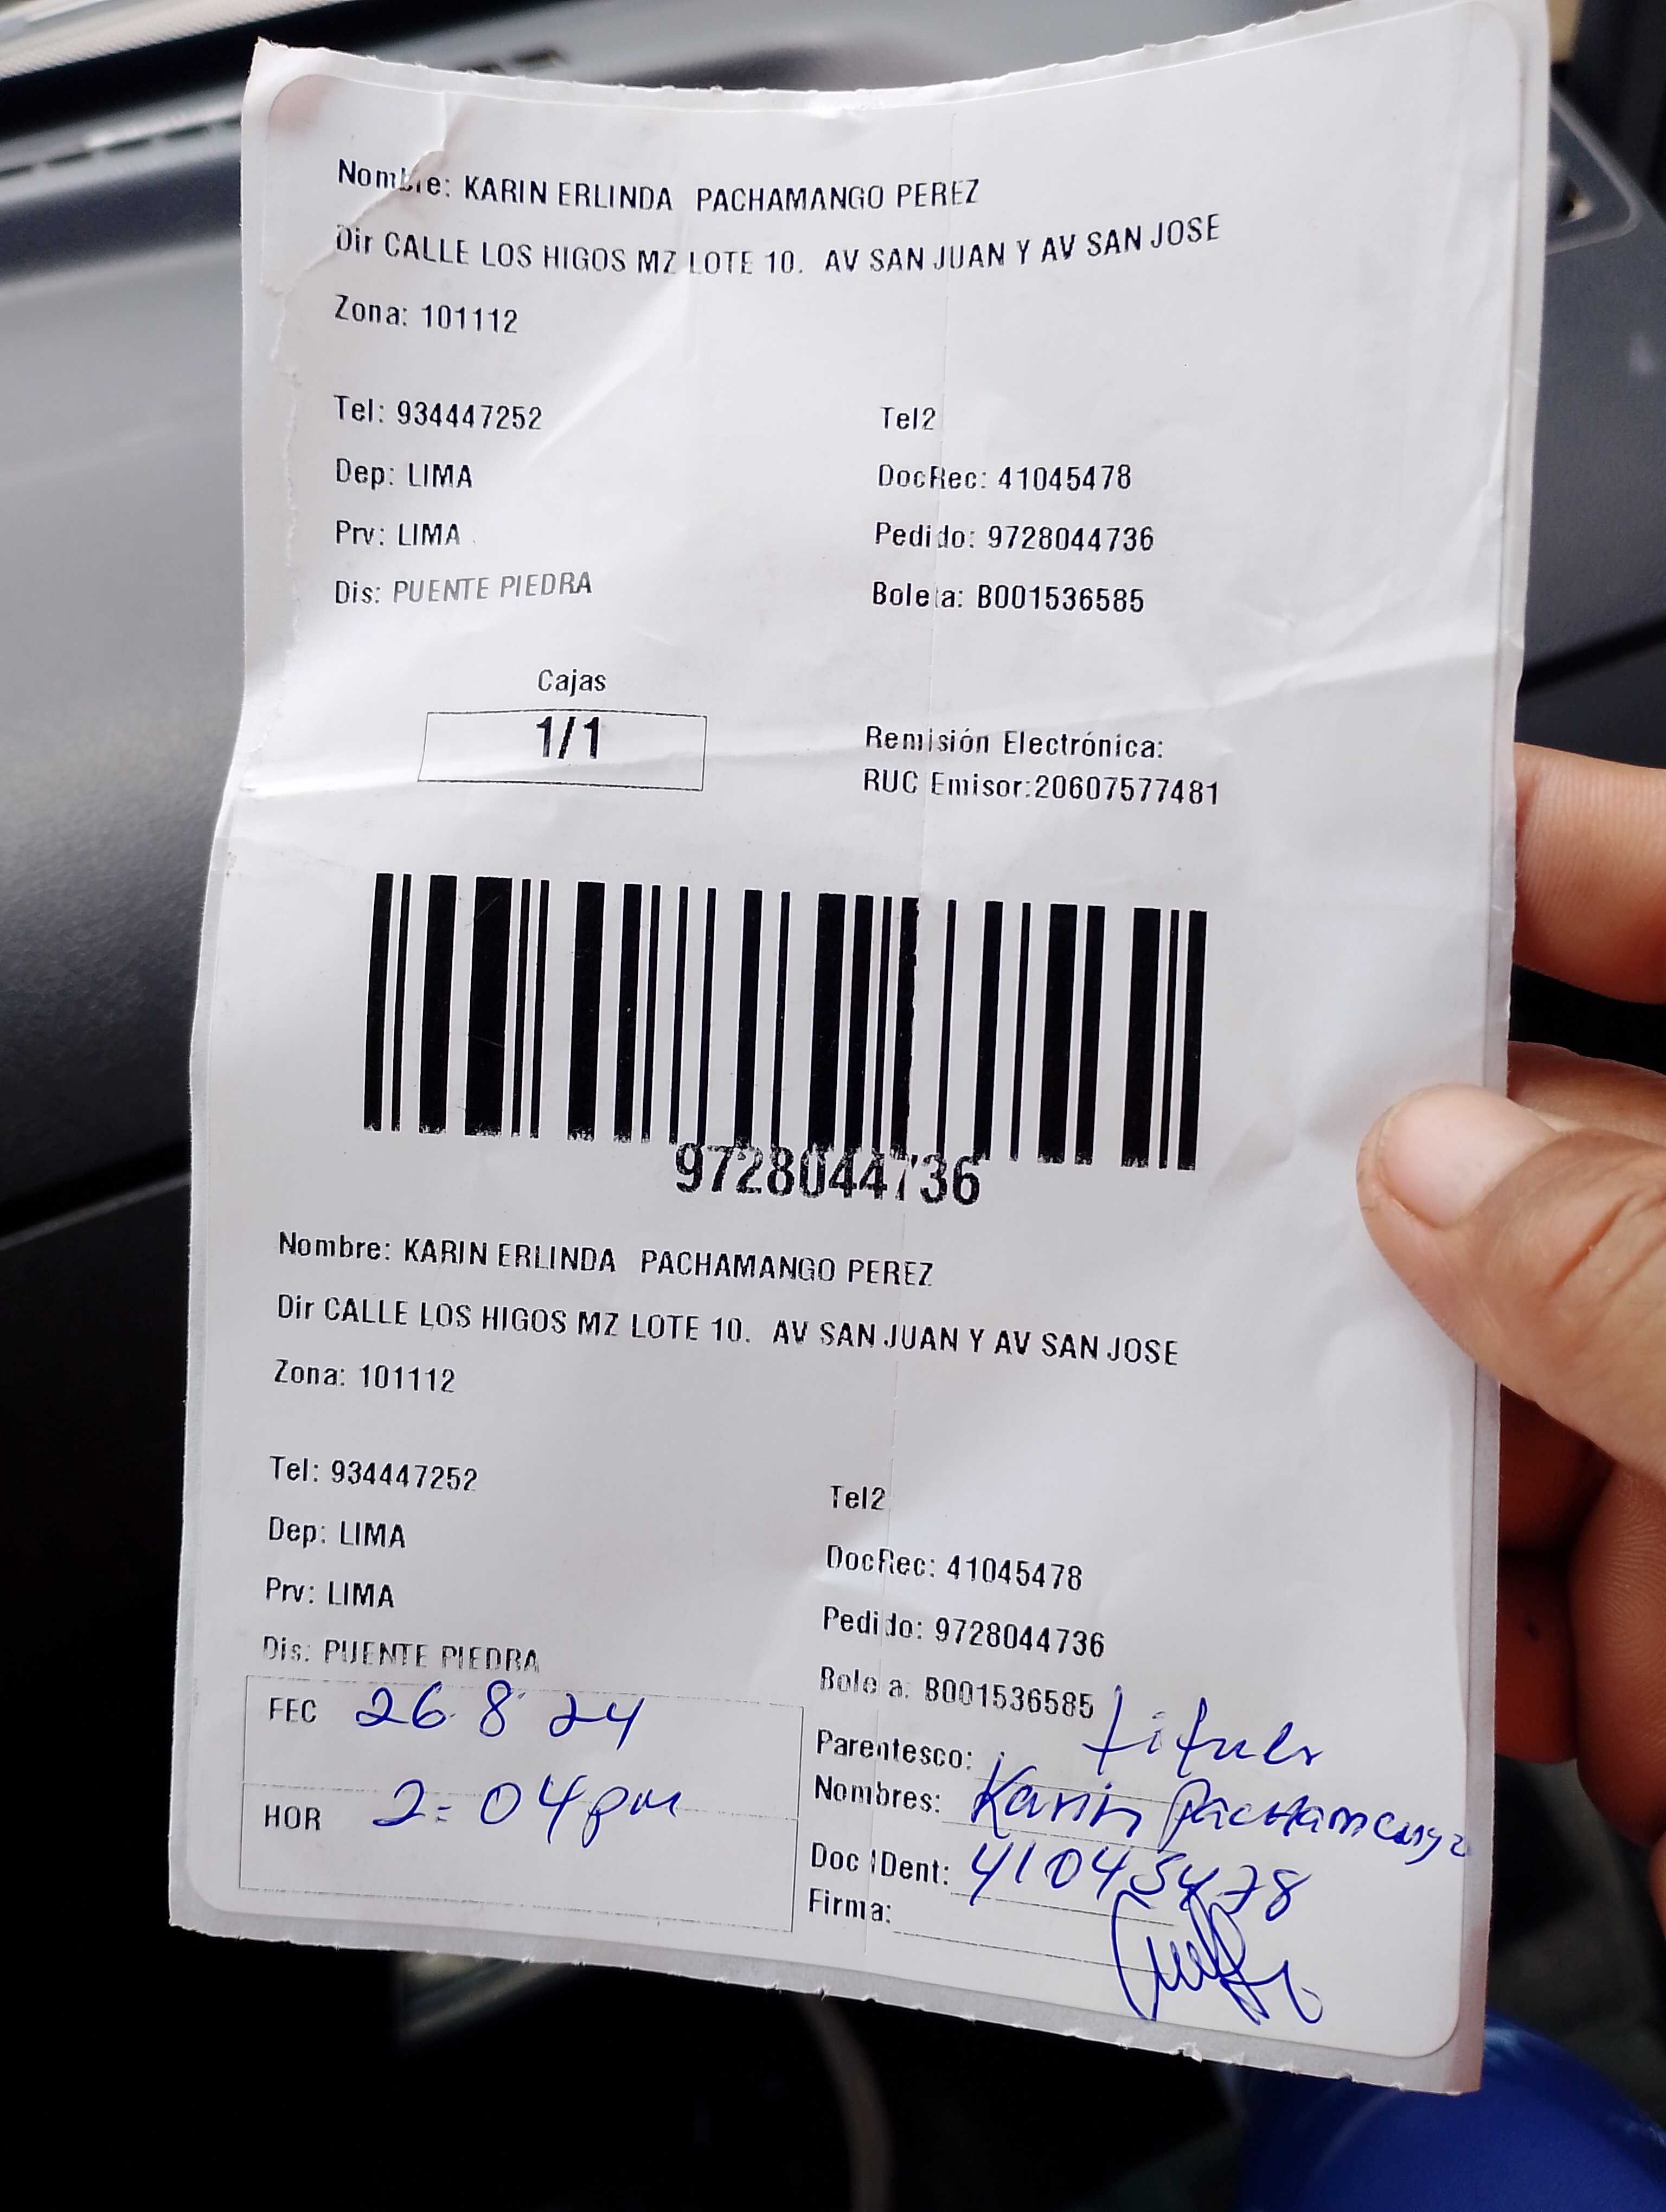 Nombre: KARIN ERLINDA PACHAMANGO PEREZ
Dir CALLE LOS HIGOS MZ LOTE 10. AV SAN JUAN Y AV SAN JOSE
Zona: 101112
Tel: 934447252 Tel2
Dep: LIMA DocRec: 41045478
Prv: LIMA Pedido: 9728044736
Dis: PUENTE PIEDRA Boleta: B001536585
Cajas
1/1
Remisión Electrónica:
RUC Emisor:20607577481
9728044736
Nombre: KARIN ERLINDA PACHAMANGO PEREZ
Dir CALLE LOS HIGOS MZ LOTE 10. AV SAN JUAN Y AV SAN JOSE
Zona: 101112
Tel: 934447252 Tel2
Dep: LIMA DocRec: 41045478
Prv: LIMA Pedido: 9728044736
Dis: PUENTE PIEDRA Bole a: B001536585
FEC 26 8 24
HOR 2:04 pm
Parentesco: titular
Nombres: Karin Pachamango
Doc IDent: 41045478
Firma: